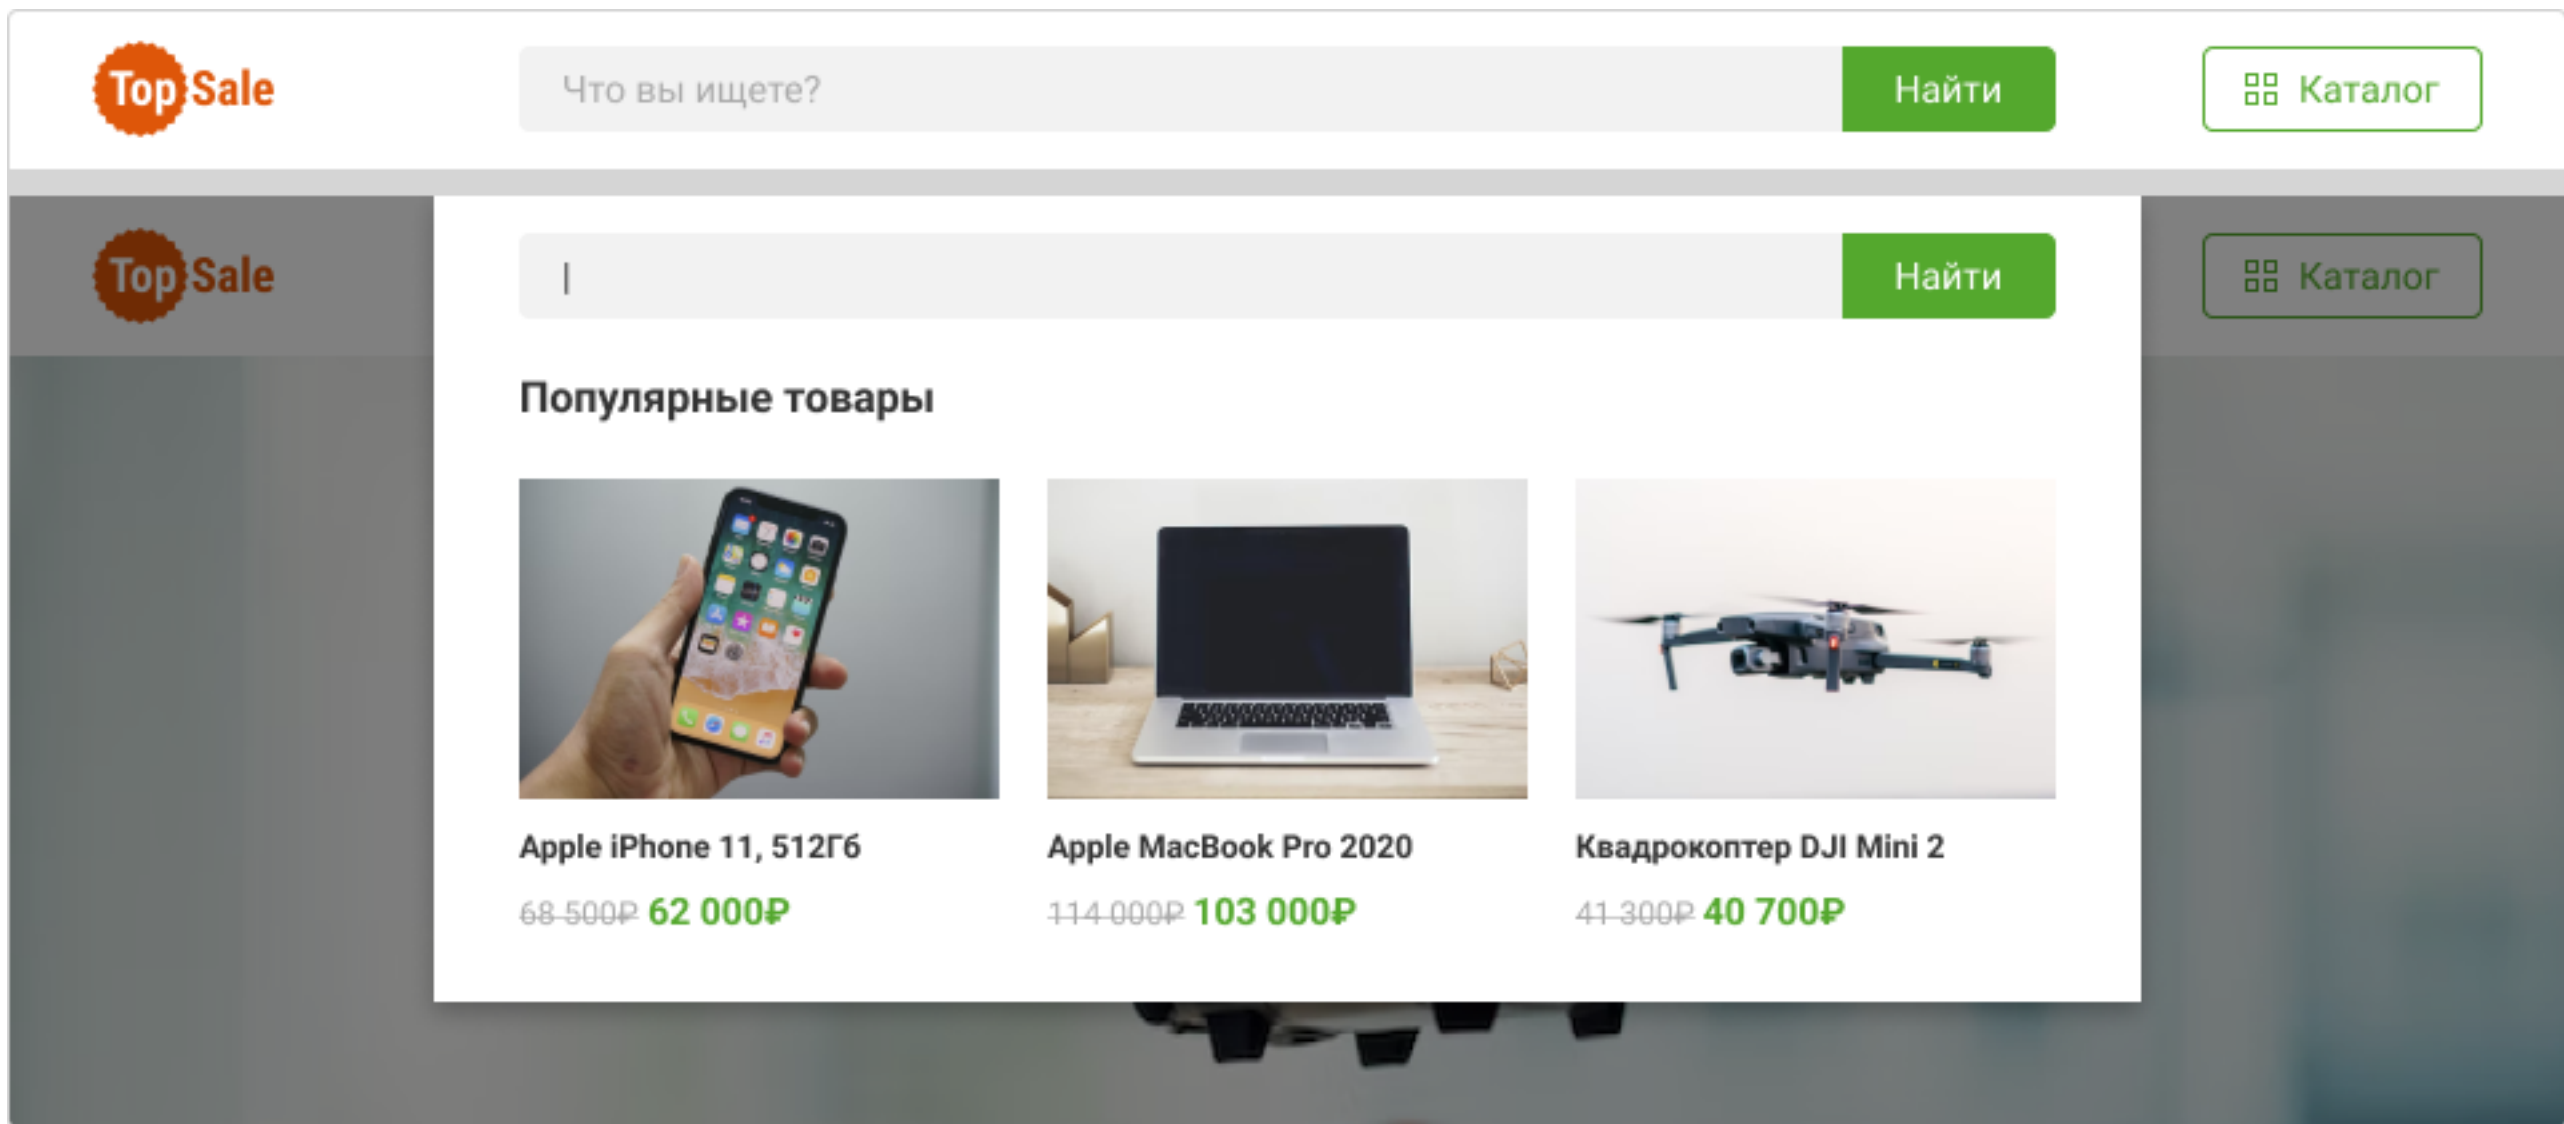 Top Sale
Что вы ищете?
Найти
Каталог
Top Sale
Найти
Каталог
Популярные товары
Apple iPhone 11, 512Гб
68 500₽ 62 000₽
Apple MacBook Pro 2020
114 000₽ 103 000₽
Квадрокоптер DJI Mini 2
41 300₽ 40 700₽